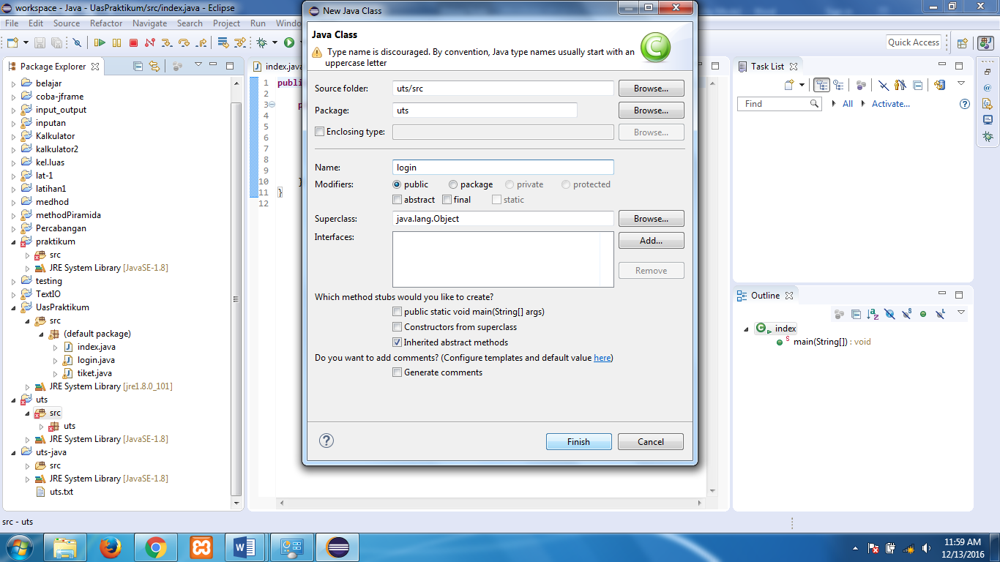 workspace - Java - UasPraktikum/src/index.java - Eclipse
File Edit Source Refactor Navigate Search Project Run
Quick Access
Package Explorer
belajar
coba-jframe
input_output
inputan
Kalkulator
kalkulator2
kel.luas
lat-1
latihan1
medhod
methodPiramida
Percabangan
praktikum
src
JRE System Library [JavaSE-1.8]
testing
TextIO
UasPraktikum
src
(default package)
index.java
login.java
tiket.java
JRE System Library [jre1.8.0_101]
uts
src
uts
JRE System Library [JavaSE-1.8]
uts-java
src
JRE System Library [JavaSE-1.8]
uts.txt
index.java
1 public
2
3
4
5
6
7
8
9
10 }
11 }
12
New Java Class
Java Class
Type name is discouraged. By convention, Java type names usually start with an
uppercase letter
Source folder: uts/src Browse...
Package: uts Browse...
Enclosing type: Browse...
Name: login
Modifiers: public package private protected
abstract final static
Superclass: java.lang.Object Browse...
Interfaces: Add...
Remove
Which method stubs would you like to create?
public static void main(String[] args)
Constructors from superclass
Inherited abstract methods
Do you want to add comments? (Configure templates and default value here)
Generate comments
Finish Cancel
Task List
Find All Activate...
Outline
index
main(String[]) : void
src - uts
11:59 AM
12/13/2016